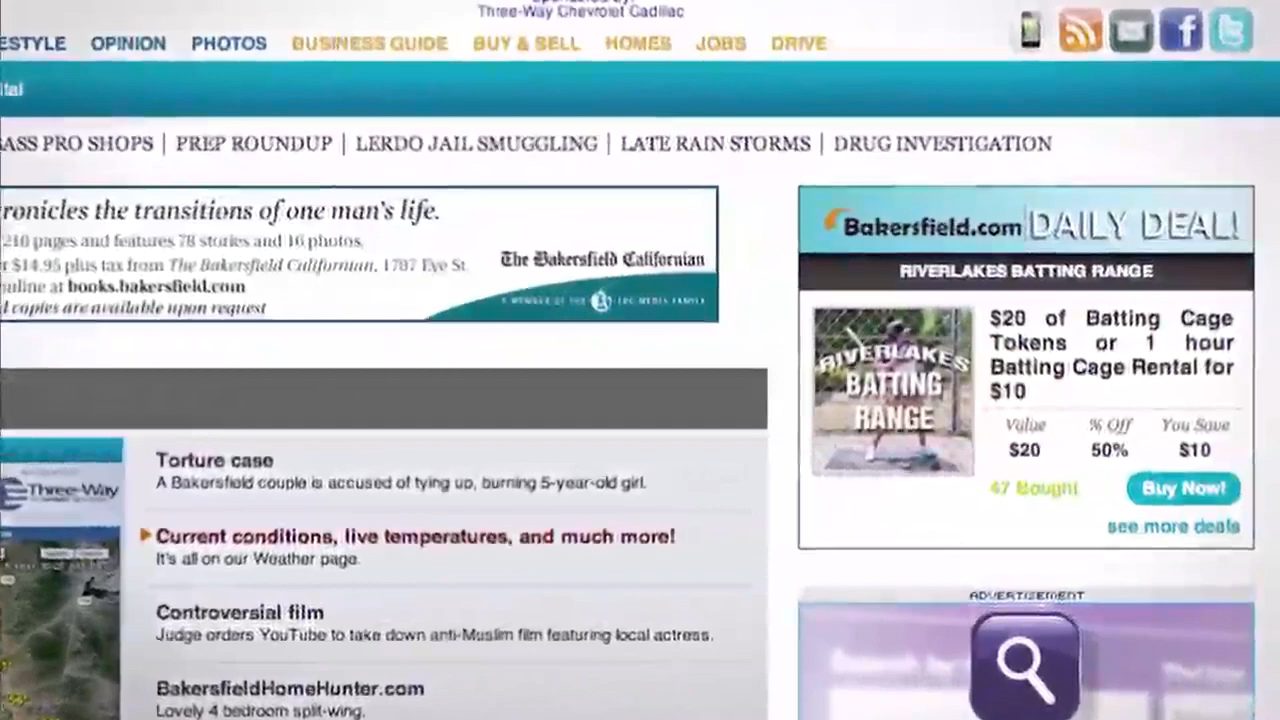 Three-Way Chevrolet Cadillac
ESTYLE OPINION PHOTOS BUSINESS GUIDE BUY & SELL HOMES JOBS DRIVE
ital
ASS PRO SHOPS | PREP ROUNDUP | LERDO JAIL SMUGGLING | LATE RAIN STORMS | DRUG INVESTIGATION
ronicles the transitions of one man's life.
210 pages and features 78 stories and 16 photos.
$14.95 plus tax from The Bakersfield Californian, 1707 Eye St.
online at books.bakersfield.com
d copies are available upon request
The Bakersfield Californian
A MEMBER OF THE TBC MEDIA FAMILY
Bakersfield.com DAILY DEAL!
RIVERLAKES BATTING RANGE
RIVERLAKES
BATTING
RANGE
$20 of Batting Cage
Tokens or 1 hour
Batting Cage Rental for
$10
Value % Off You Save
$20 50% $10
47 Bought Buy Now!
see more deals
Three-Way
Torture case
A Bakersfield couple is accused of tying up, burning 5-year-old girl.
Current conditions, live temperatures, and much more!
It's all on our Weather page.
Controversial film
Judge orders YouTube to take down anti-Muslim film featuring local actress.
BakersfieldHomeHunter.com
Lovely 4 bedroom split-wing.
ADVERTISEMENT